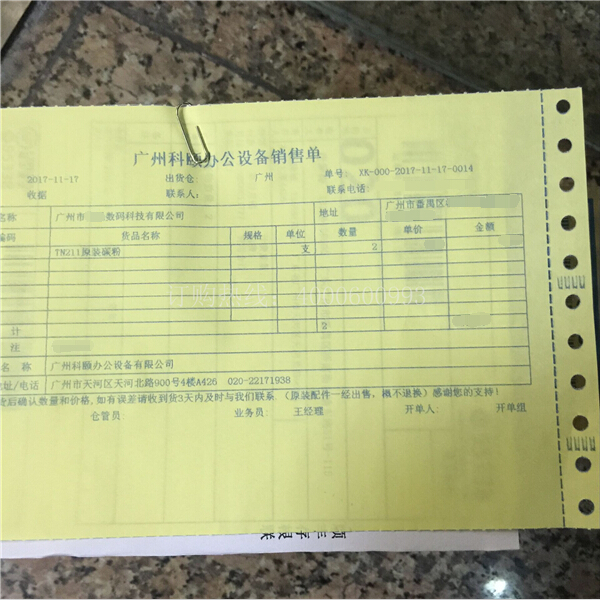 广州科颐办公设备销售单
2017-11-17 出货仓 广州 单号: XK-000-2017-11-17-0014
收据 联系人: 联系电话:
名称 广州市 数码科技有限公司 地址 广州市番禺区
编码 货品名称 规格 单位 数量 单价 金额
TN211原装碳粉 支 2
订购热线: 4000600993
计 2
注
名 称 广州科颐办公设备有限公司
地址/电话 广州市天河区天河北路900号4楼A426 020-22171938
货后确认数量和价格,如有误差请收到货3天内及时与我们联系.(原装配件一经出售，概不退换)感谢您的支持!
仓管员 业务员: 王经理 开单人: 开单组